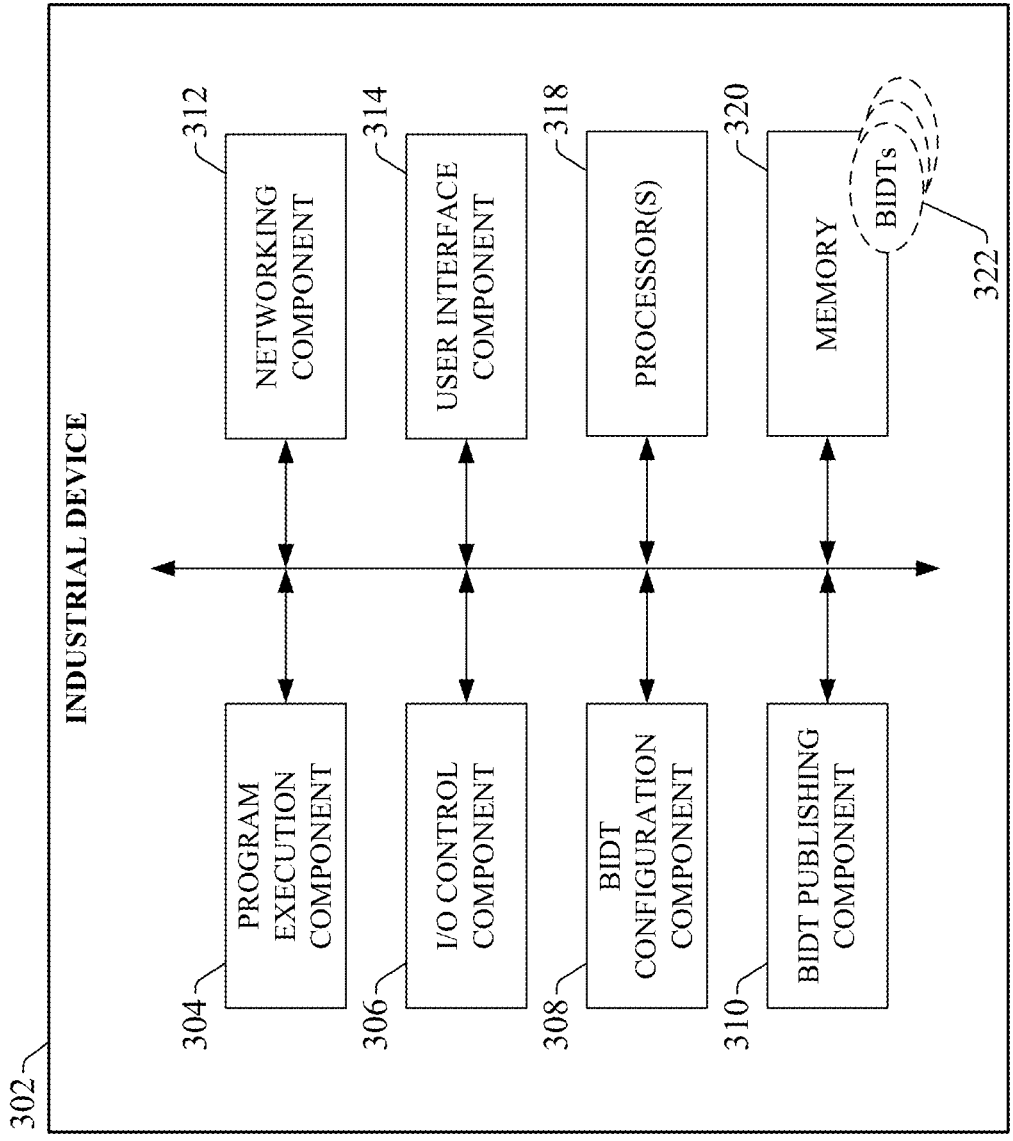 302
INDUSTRIAL DEVICE
304
PROGRAM
EXECUTION
COMPONENT
306
I/O CONTROL
COMPONENT
308
BIDT
CONFIGURATION
COMPONENT
310
BIDT PUBLISHING
COMPONENT
312
NETWORKING
COMPONENT
314
USER INTERFACE
COMPONENT
318
PROCESSOR(S)
320
MEMORY
BIDTs
322